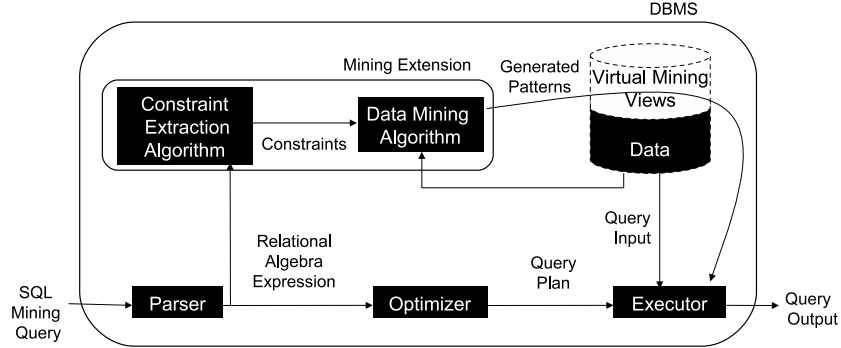 DBMS
Mining Extension
Generated
Patterns
Virtual Mining
Views
Data
Constraint
Extraction
Algorithm
Constraints
Data Mining
Algorithm
Query
Input
Relational
Algebra
Expression
Query
Plan
SQL
Mining
Query
Parser
Optimizer
Executor
Query
Output